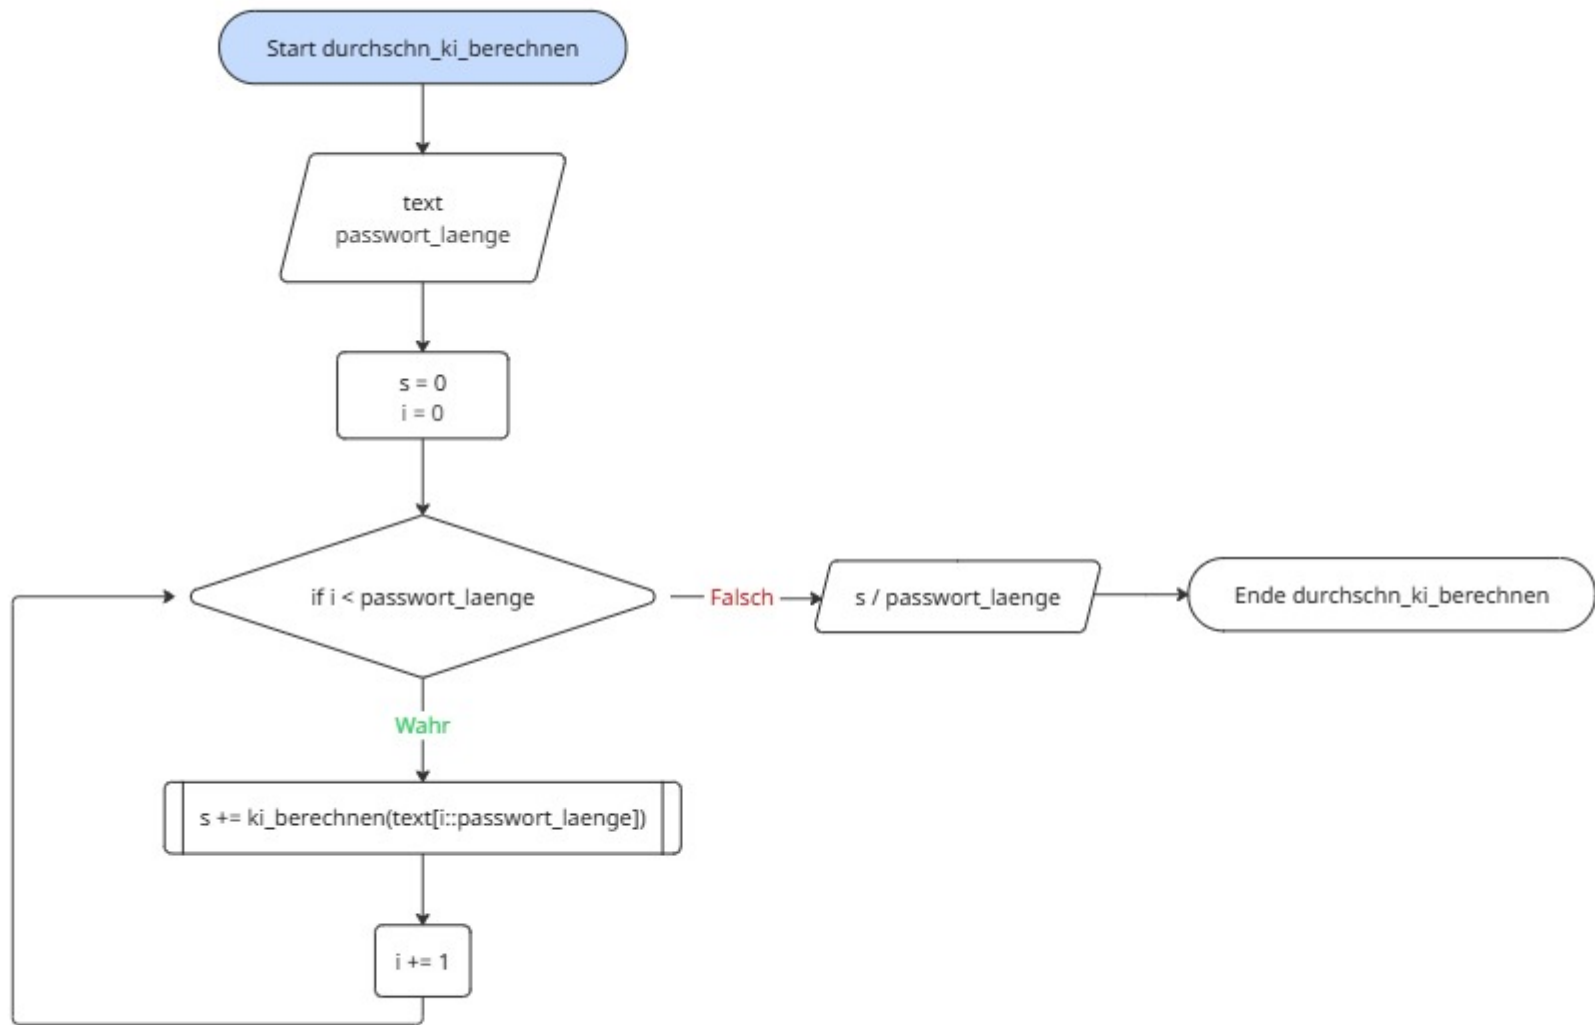 Start durchschn_ki_berechnen
text
passwort_laenge
s = 0
i = 0
if i < passwort_laenge
Falsch
s / passwort_laenge
Ende durchschn_ki_berechnen
Wahr
s += ki_berechnen(text[i::passwort_laenge])
i += 1